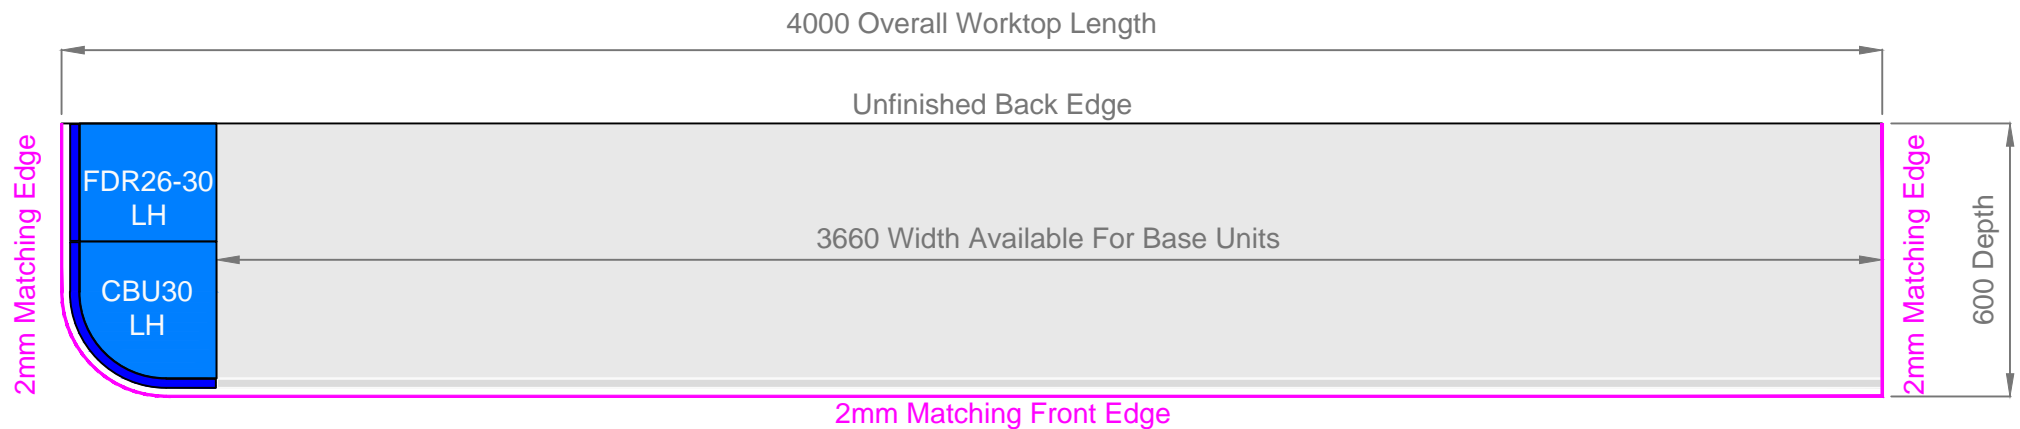 4000 Overall Worktop Length
Unfinished Back Edge
2mm Matching Edge
FDR26-30
LH
CBU30
LH
3660 Width Available For Base Units
2mm Matching Edge
600 Depth
2mm Matching Front Edge